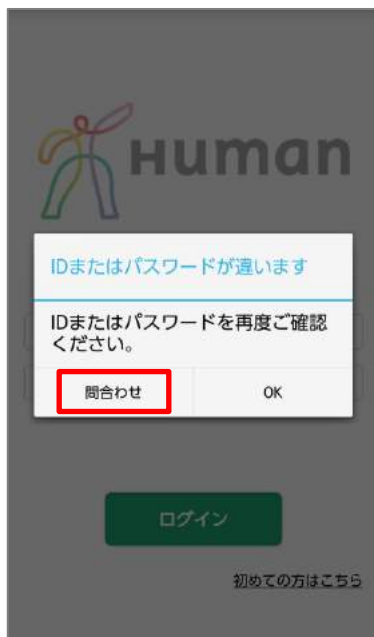 Human
IDまたはパスワードが違います
IDまたはパスワードを再度ご確認
ください。
問合わせ
OK
ログイン
初めての方はこちら